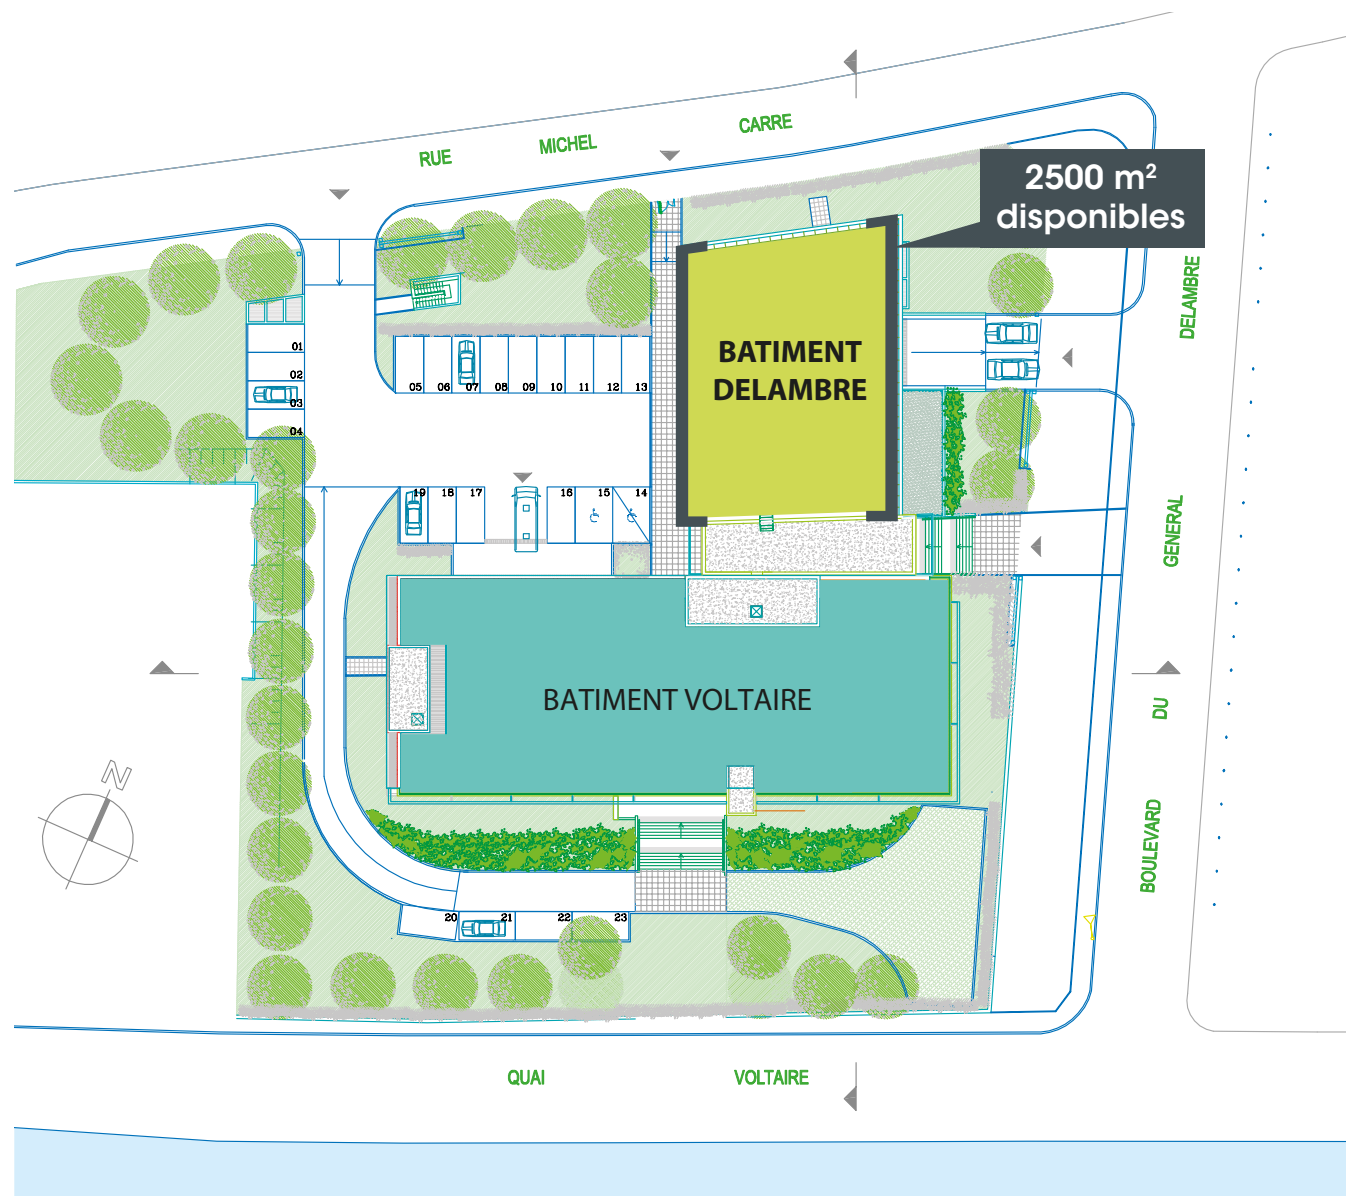 RUE MICHEL CARRE
2500 m²
disponibles
DELAMBRE
GENERAL
DU
BOULEVARD
01
02
03
04
05 06 07 08 09 10 11 12 13
BATIMENT
DELAMBRE
19 18 17 16 15 14
BATIMENT VOLTAIRE
N
20 21 22 23
QUAI VOLTAIRE